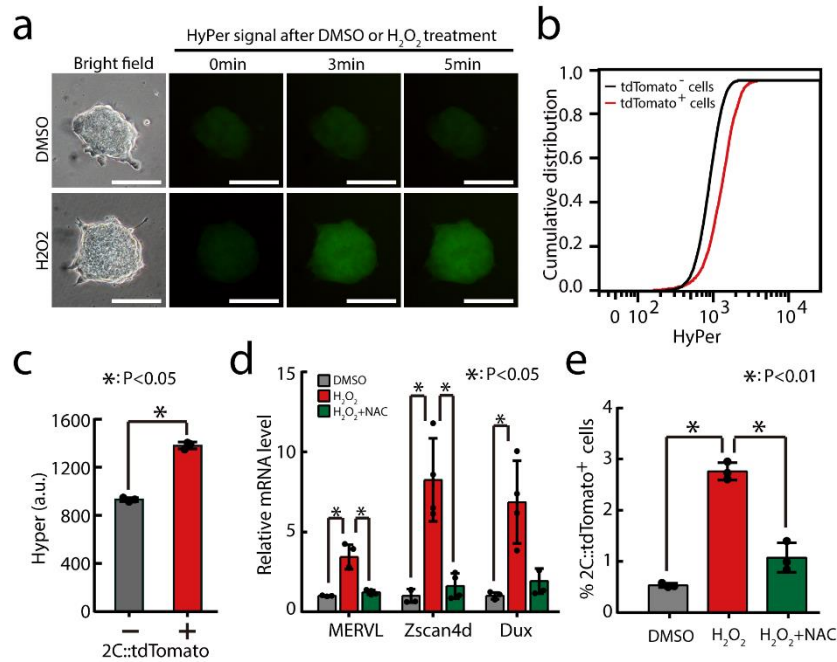 a
HyPer signal after DMSO or H₂O₂ treatment
Bright field 0min 3min 5min
DMSO
H2O2
b
1.0
0.8
0.6
0.4
0.2
0.0
Cumulative distribution
tdTomato⁻ cells
tdTomato⁺ cells
0 10² 10³ 10⁴
HyPer
c
*: P<0.05
*
1600
1200
800
400
0
Hyper (a.u.)
− +
2C::tdTomato
d
DMSO
H₂O₂
H₂O₂+NAC
*: P<0.05
* * * * *
15
10
5
0
Relative mRNA level
MERVL Zscan4d Dux
e
*: P<0.01
* *
4
3
2
1
0
% 2C::tdTomato⁺ cells
DMSO H₂O₂ H₂O₂+NAC